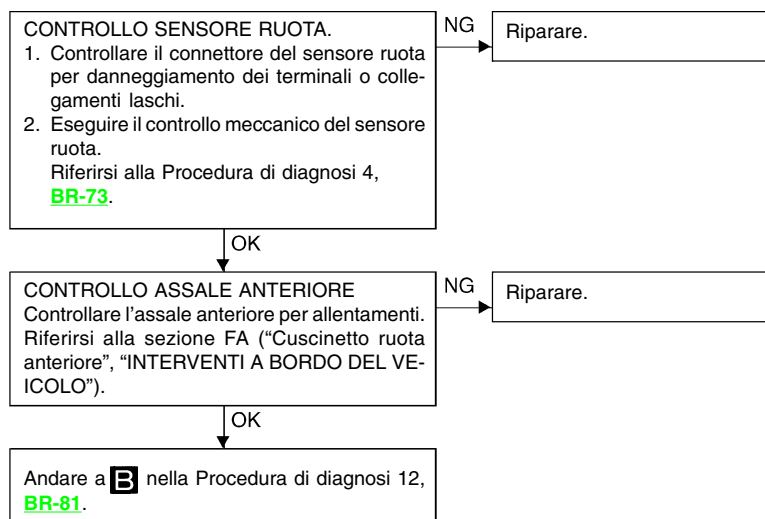 CONTROLLO SENSORE RUOTA.
1. Controllare il connettore del sensore ruota
per danneggiamento dei terminali o colle-
gamenti laschi.
2. Eseguire il controllo meccanico del sensore
ruota.
Riferirsi alla Procedura di diagnosi 4,
BR-73.
NG
Riparare.
OK
CONTROLLO ASSALE ANTERIORE
Controllare l'assale anteriore per allentamenti.
Riferirsi alla sezione FA (“Cuscinetto ruota
anteriore”, “INTERVENTI A BORDO DEL VE-
ICOLO”).
NG
Riparare.
OK
Andare a B nella Procedura di diagnosi 12,
BR-81.